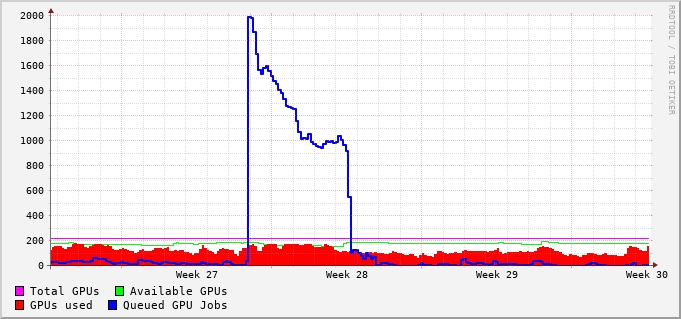 RRDTOOL / TOBI OETIKER
2000
1800
1600
1400
1200
1000
800
600
400
200
0
Week 27 Week 28 Week 29 Week 30
Total GPUs Available GPUs
GPUs used Queued GPU Jobs